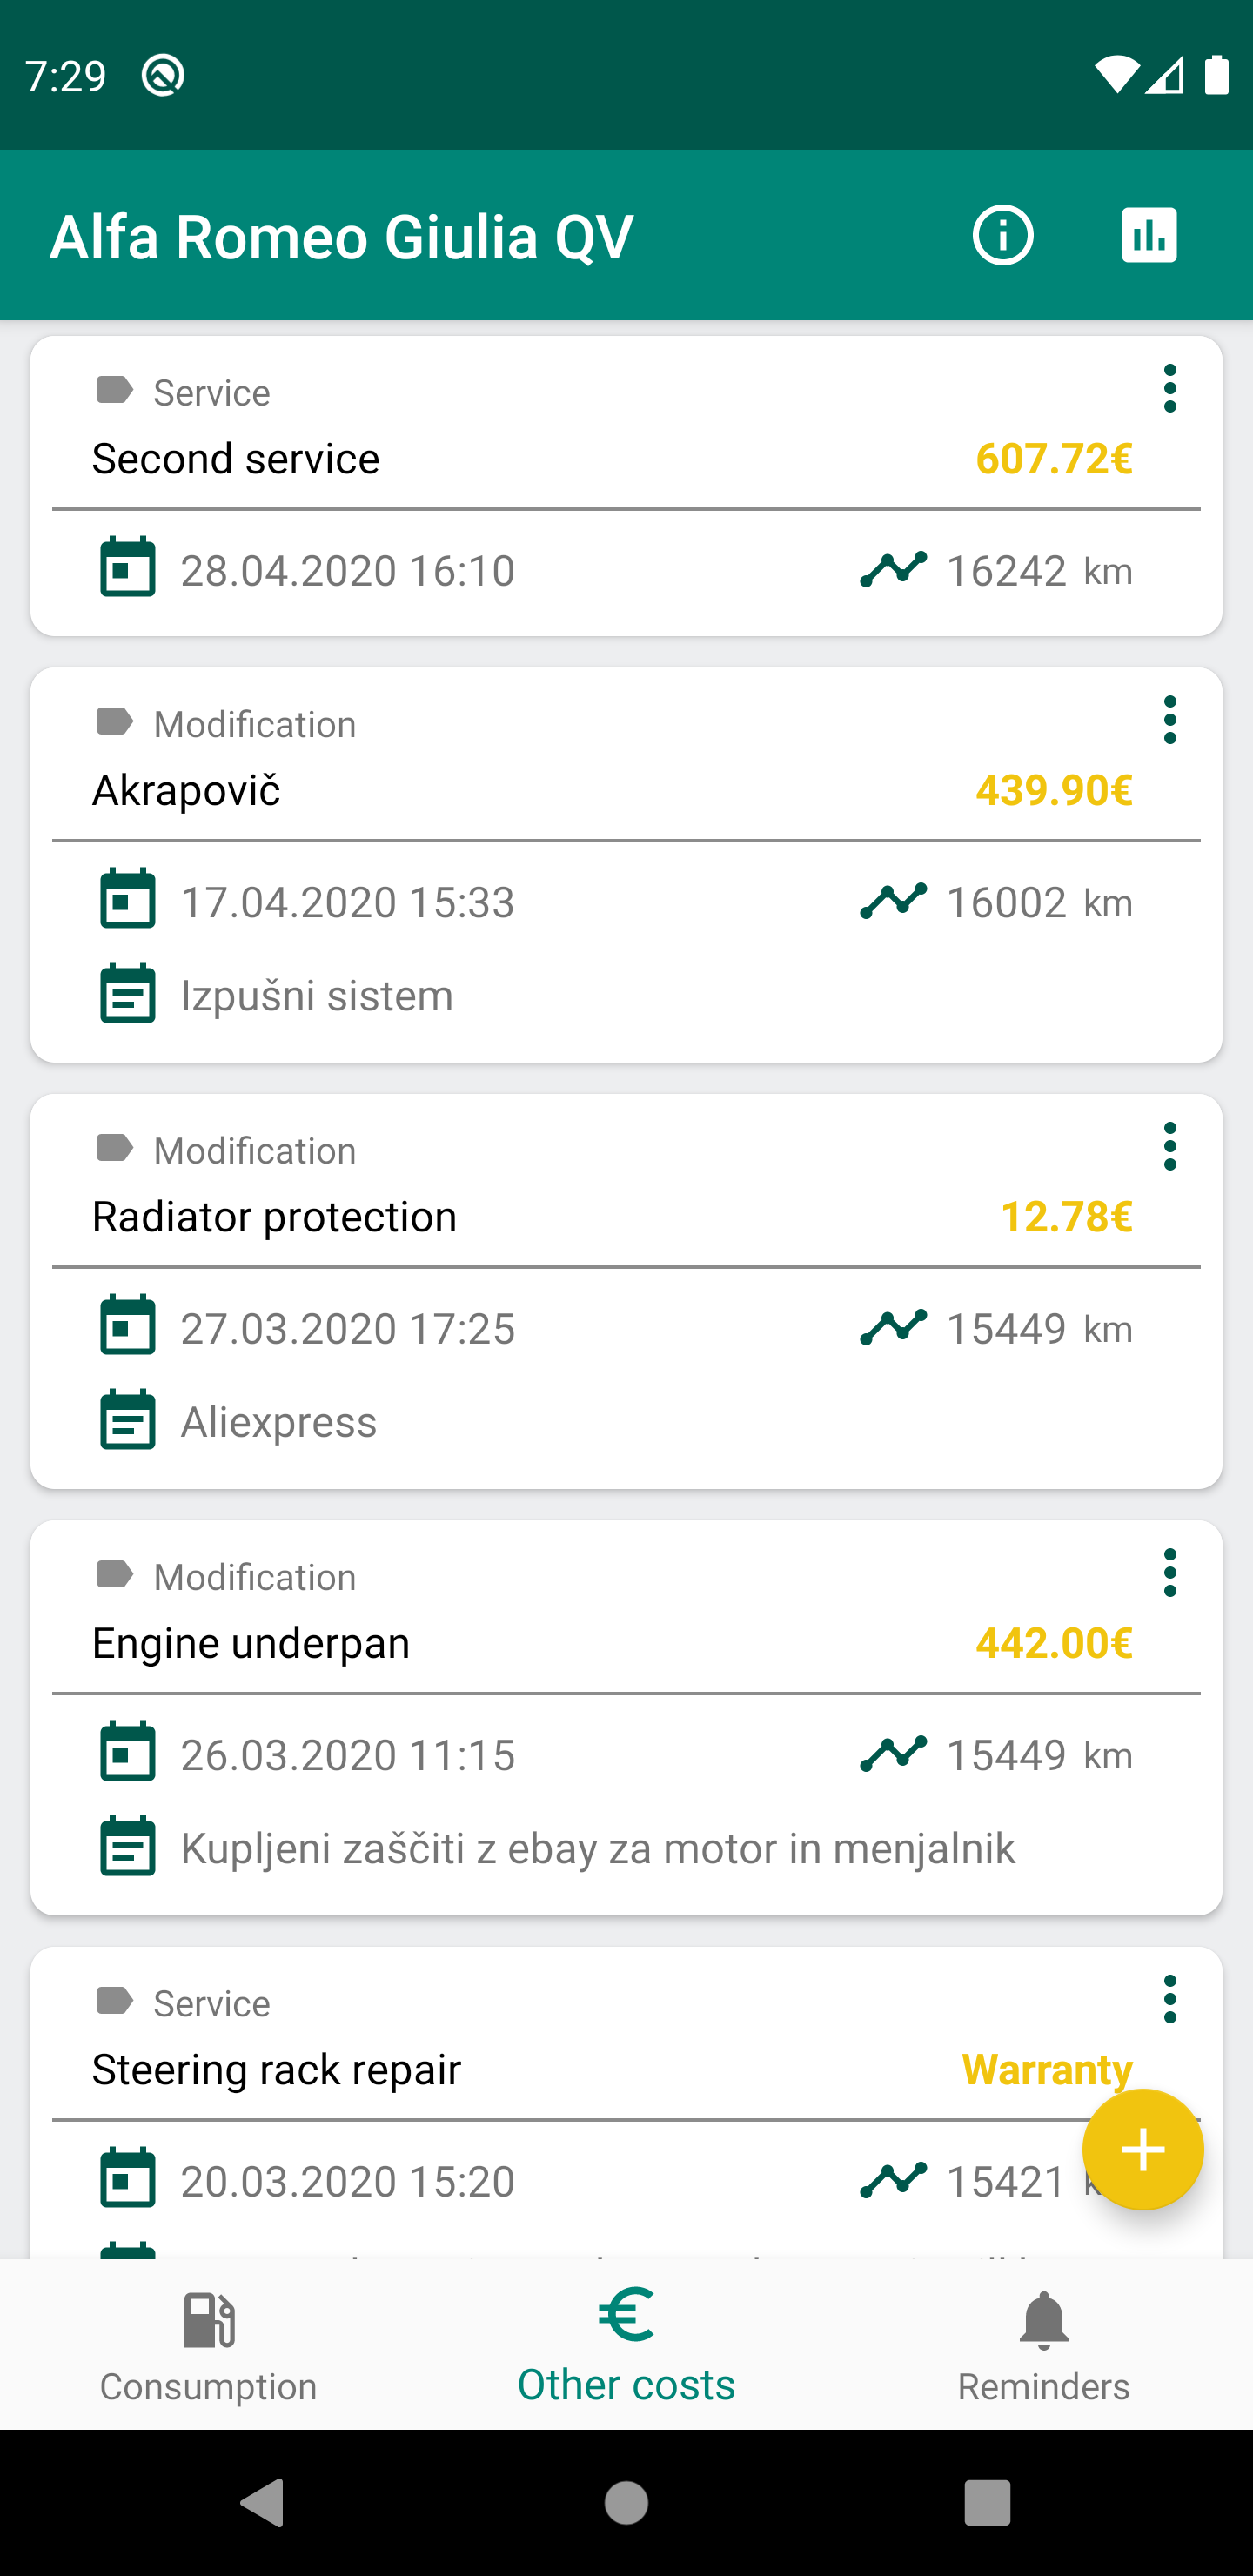 7:29
Alfa Romeo Giulia QV
Service
Second service 607.72€
28.04.2020 16:10 16242 km
Modification
Akrapovič 439.90€
17.04.2020 15:33 16002 km
Izpušni sistem
Modification
Radiator protection 12.78€
27.03.2020 17:25 15449 km
Aliexpress
Modification
Engine underpan 442.00€
26.03.2020 11:15 15449 km
Kupljeni zaščiti z ebay za motor in menjalnik
Service
Steering rack repair Warranty
20.03.2020 15:20 15421
Consumption Other costs Reminders